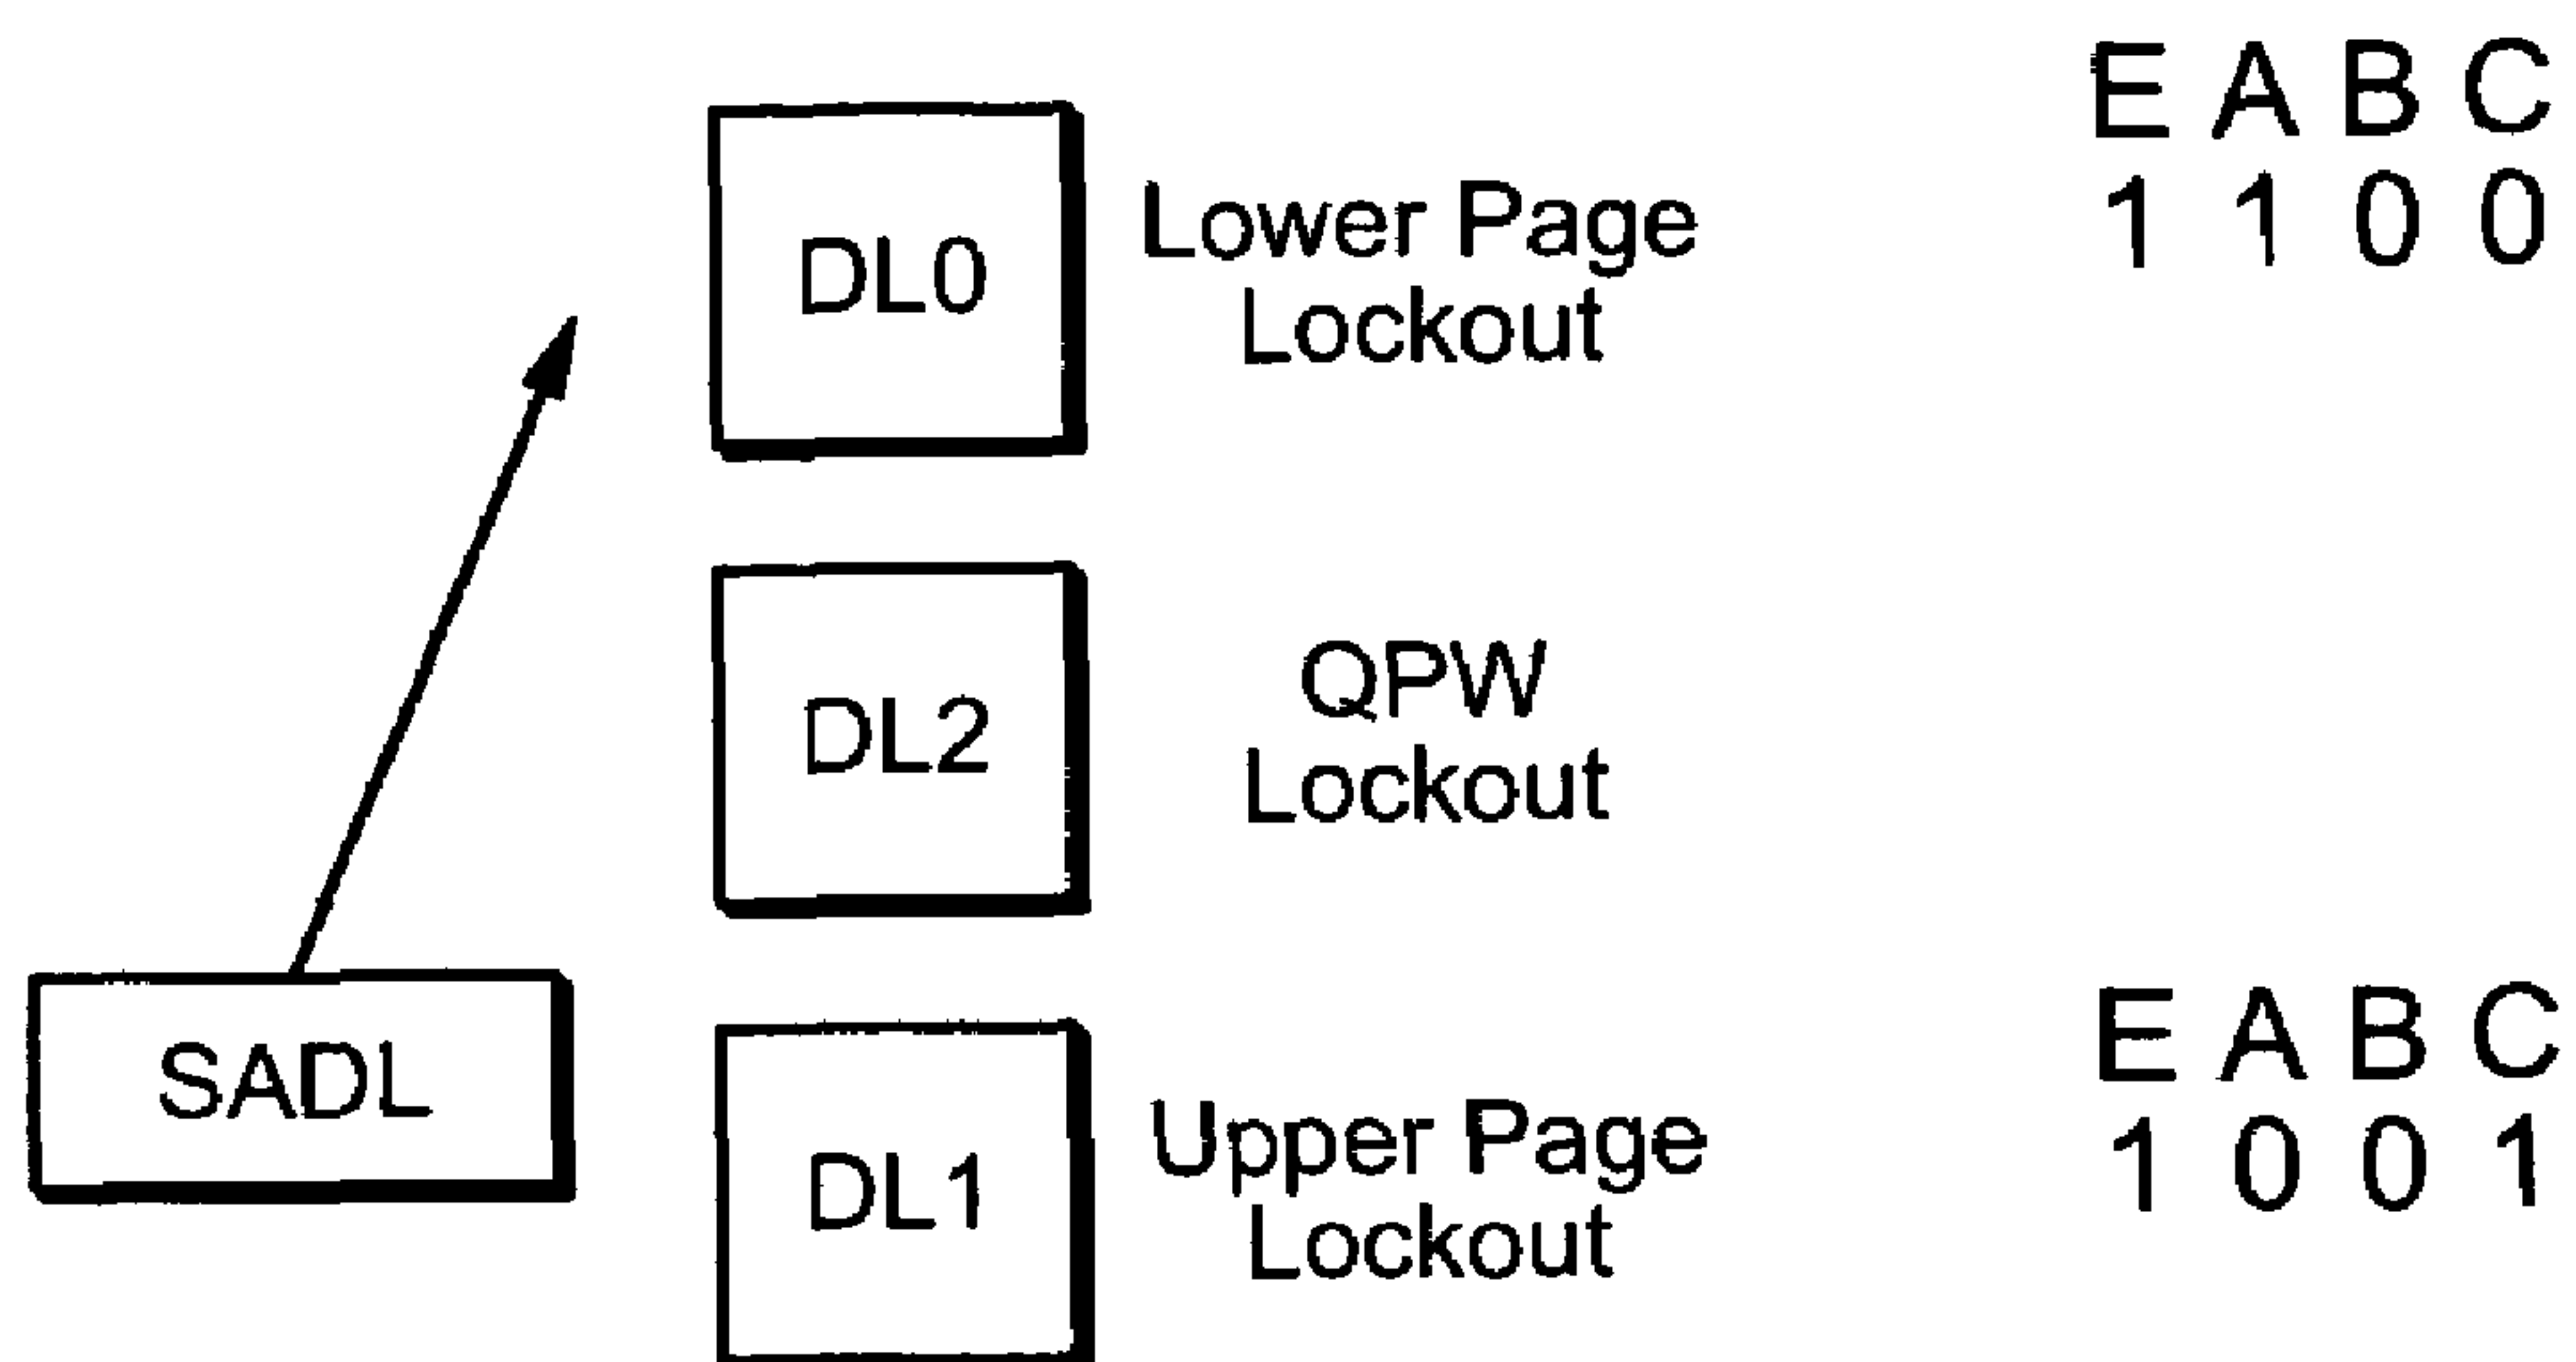 E A B C
1 1 0 0
DL0
Lower Page
Lockout
DL2
QPW
Lockout
SADL
E A B C
1 0 0 1
DL1
Upper Page
Lockout